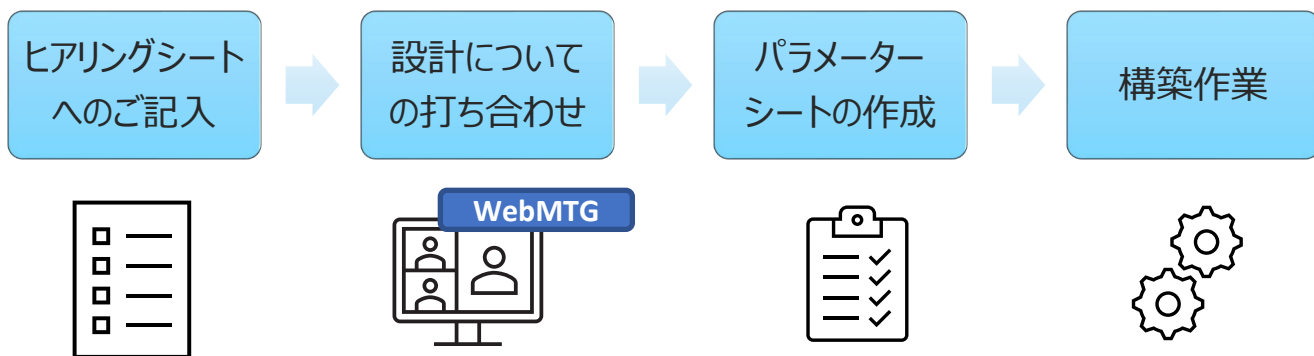 ヒアリングシート
へのご記入
設計について
の打ち合わせ
パラメーター
シートの作成
構築作業
WebMTG